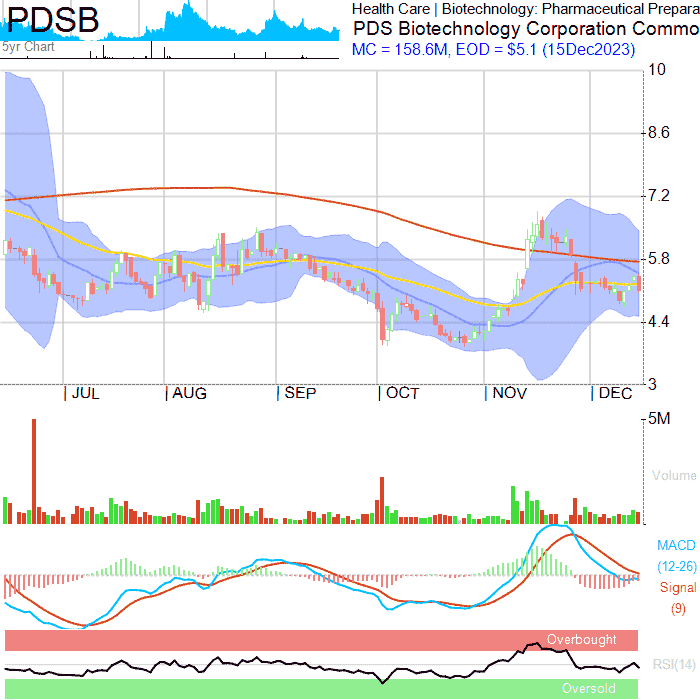 PDSB
5yr Chart
Health Care | Biotechnology: Pharmaceutical Prepara
PDS Biotechnology Corporation Commo
MC = 158.6M, EOD = $5.1 (15Dec2023)
10
8.6
7.2
5.8
4.4
3
JUL AUG SEP OCT NOV DEC
5M
Volume
MACD
(12-26)
Signal
(9)
Overbought
RSI(14)
Oversold